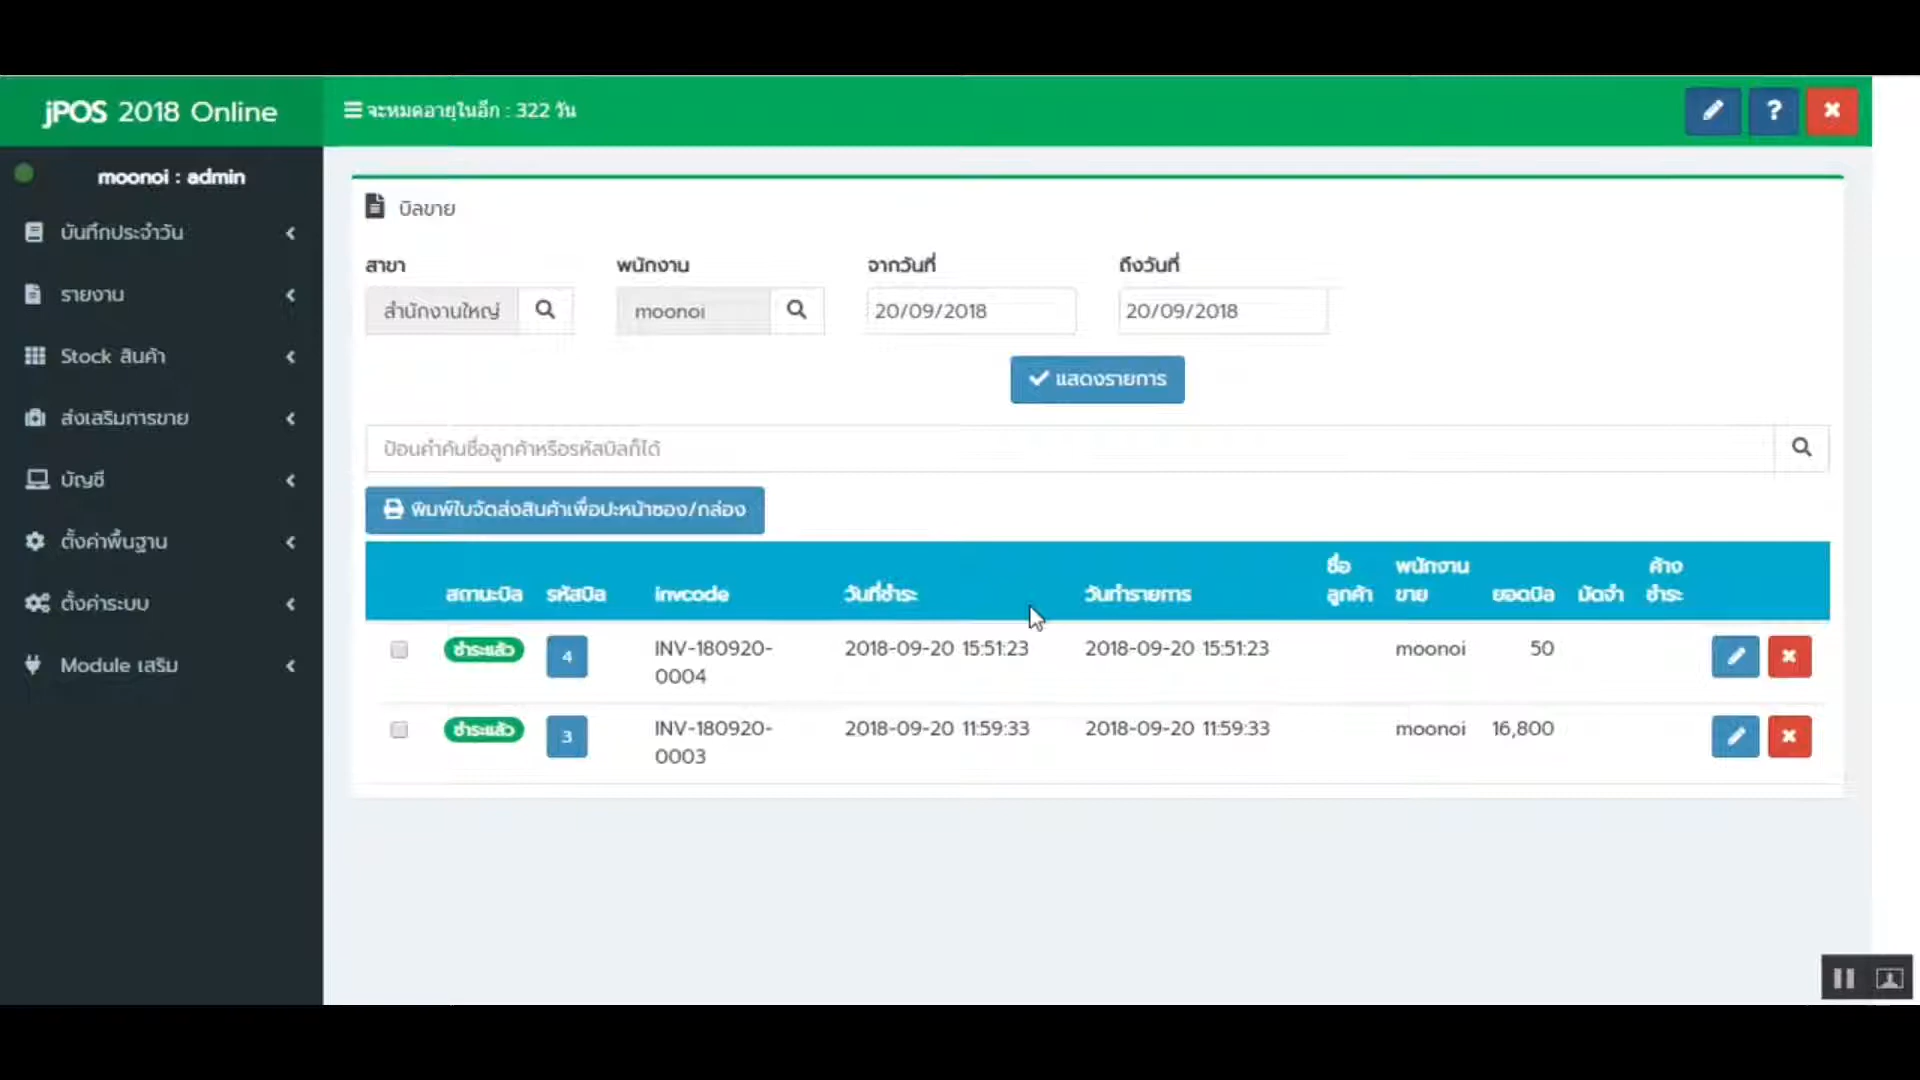 jPOS 2018 Online
จะหมดอายุในอีก : 322 วัน
?
moonoi : admin
บันทึกประจำวัน
รายงาน
Stock สินค้า
ส่งเสริมการขาย
บัญชี
ตั้งค่าพื้นฐาน
ตั้งค่าระบบ
Module เสริม
บิลขาย
สาขา พนักงาน จากวันที่ ถึงวันที่
สำนักงานใหญ่ moonoi 20/09/2018 20/09/2018
แสดงรายการ
ป้อนคำค้นชื่อลูกค้าหรือรหัสบิลก็ได้
พิมพ์ใบจัดส่งสินค้าเพื่อปะหน้าซอง/กล่อง
สถานะบิล รหัสบิล invcode วันที่ชำระ วันทำรายการ ชื่อลูกค้า พนักงานขาย ยอดบิล มัดจำ ค้างชำระ
ชำระแล้ว 4 INV-180920- 2018-09-20 15:51:23 2018-09-20 15:51:23 moonoi 50
0004
ชำระแล้ว 3 INV-180920- 2018-09-20 11:59:33 2018-09-20 11:59:33 moonoi 16,800
0003